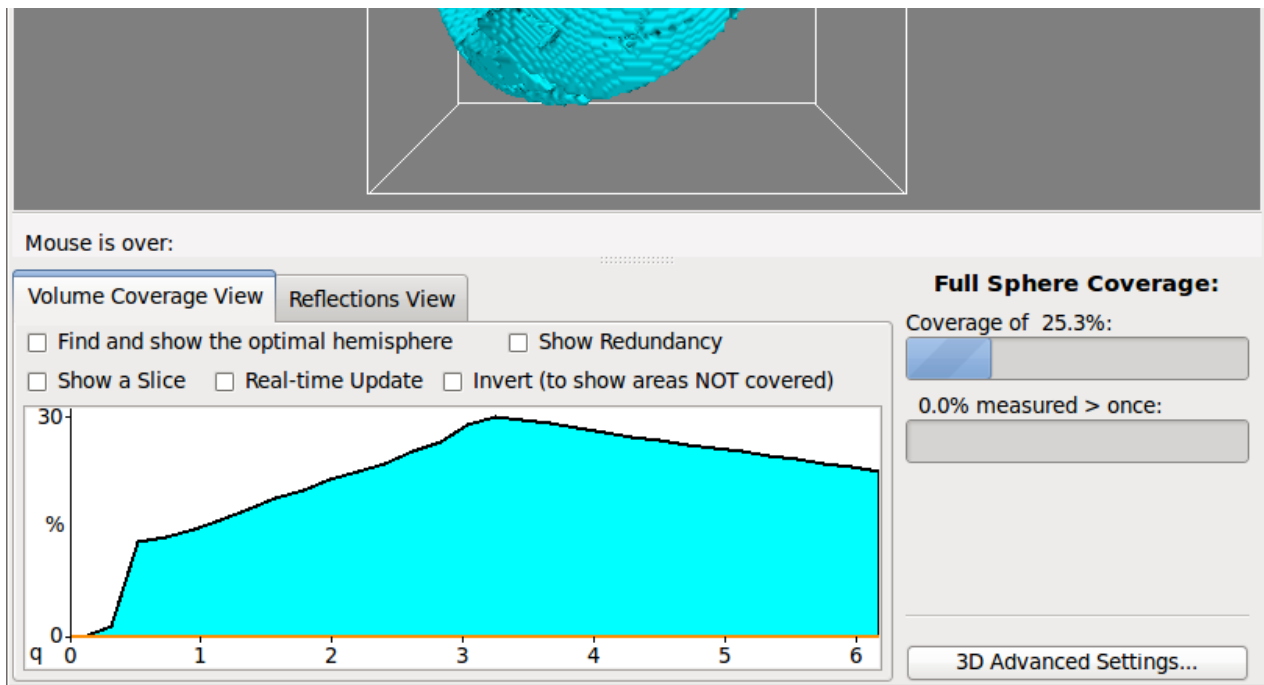 Mouse is over:
Volume Coverage View
Reflections View
Full Sphere Coverage:
Coverage of 25.3%:
Find and show the optimal hemisphere
Show Redundancy
Show a Slice
Real-time Update
Invert (to show areas NOT covered)
0.0% measured > once:
30
%
0
q 0 1 2 3 4 5 6
3D Advanced Settings...